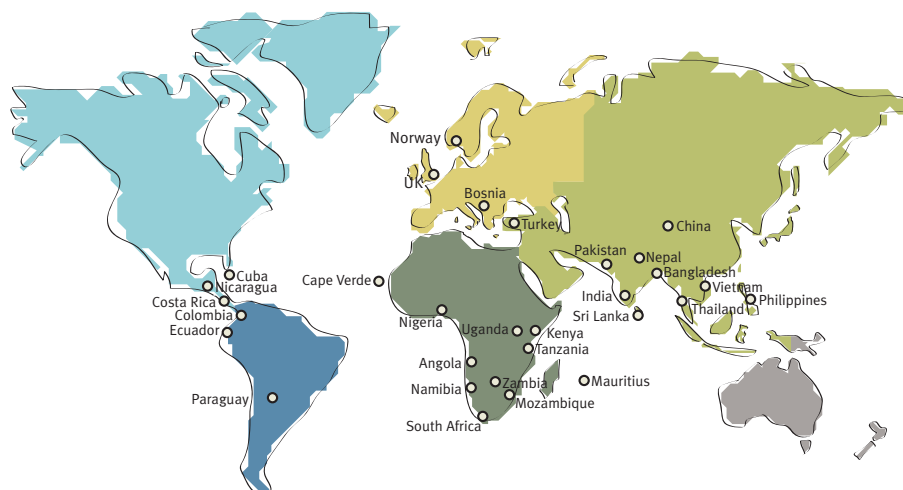 Norway
UK
Bosnia
Turkey
China
Pakistan
Nepal
Bangladesh
Cuba
Nicaragua
Cape Verde
Vietnam
Costa Rica
India
Philippines
Colombia
Thailand
Nigeria
Sri Lanka
Ecuador
Uganda
Kenya
Tanzania
Angola
Zambia
Mauritius
Namibia
Paraguay
Mozambique
South Africa